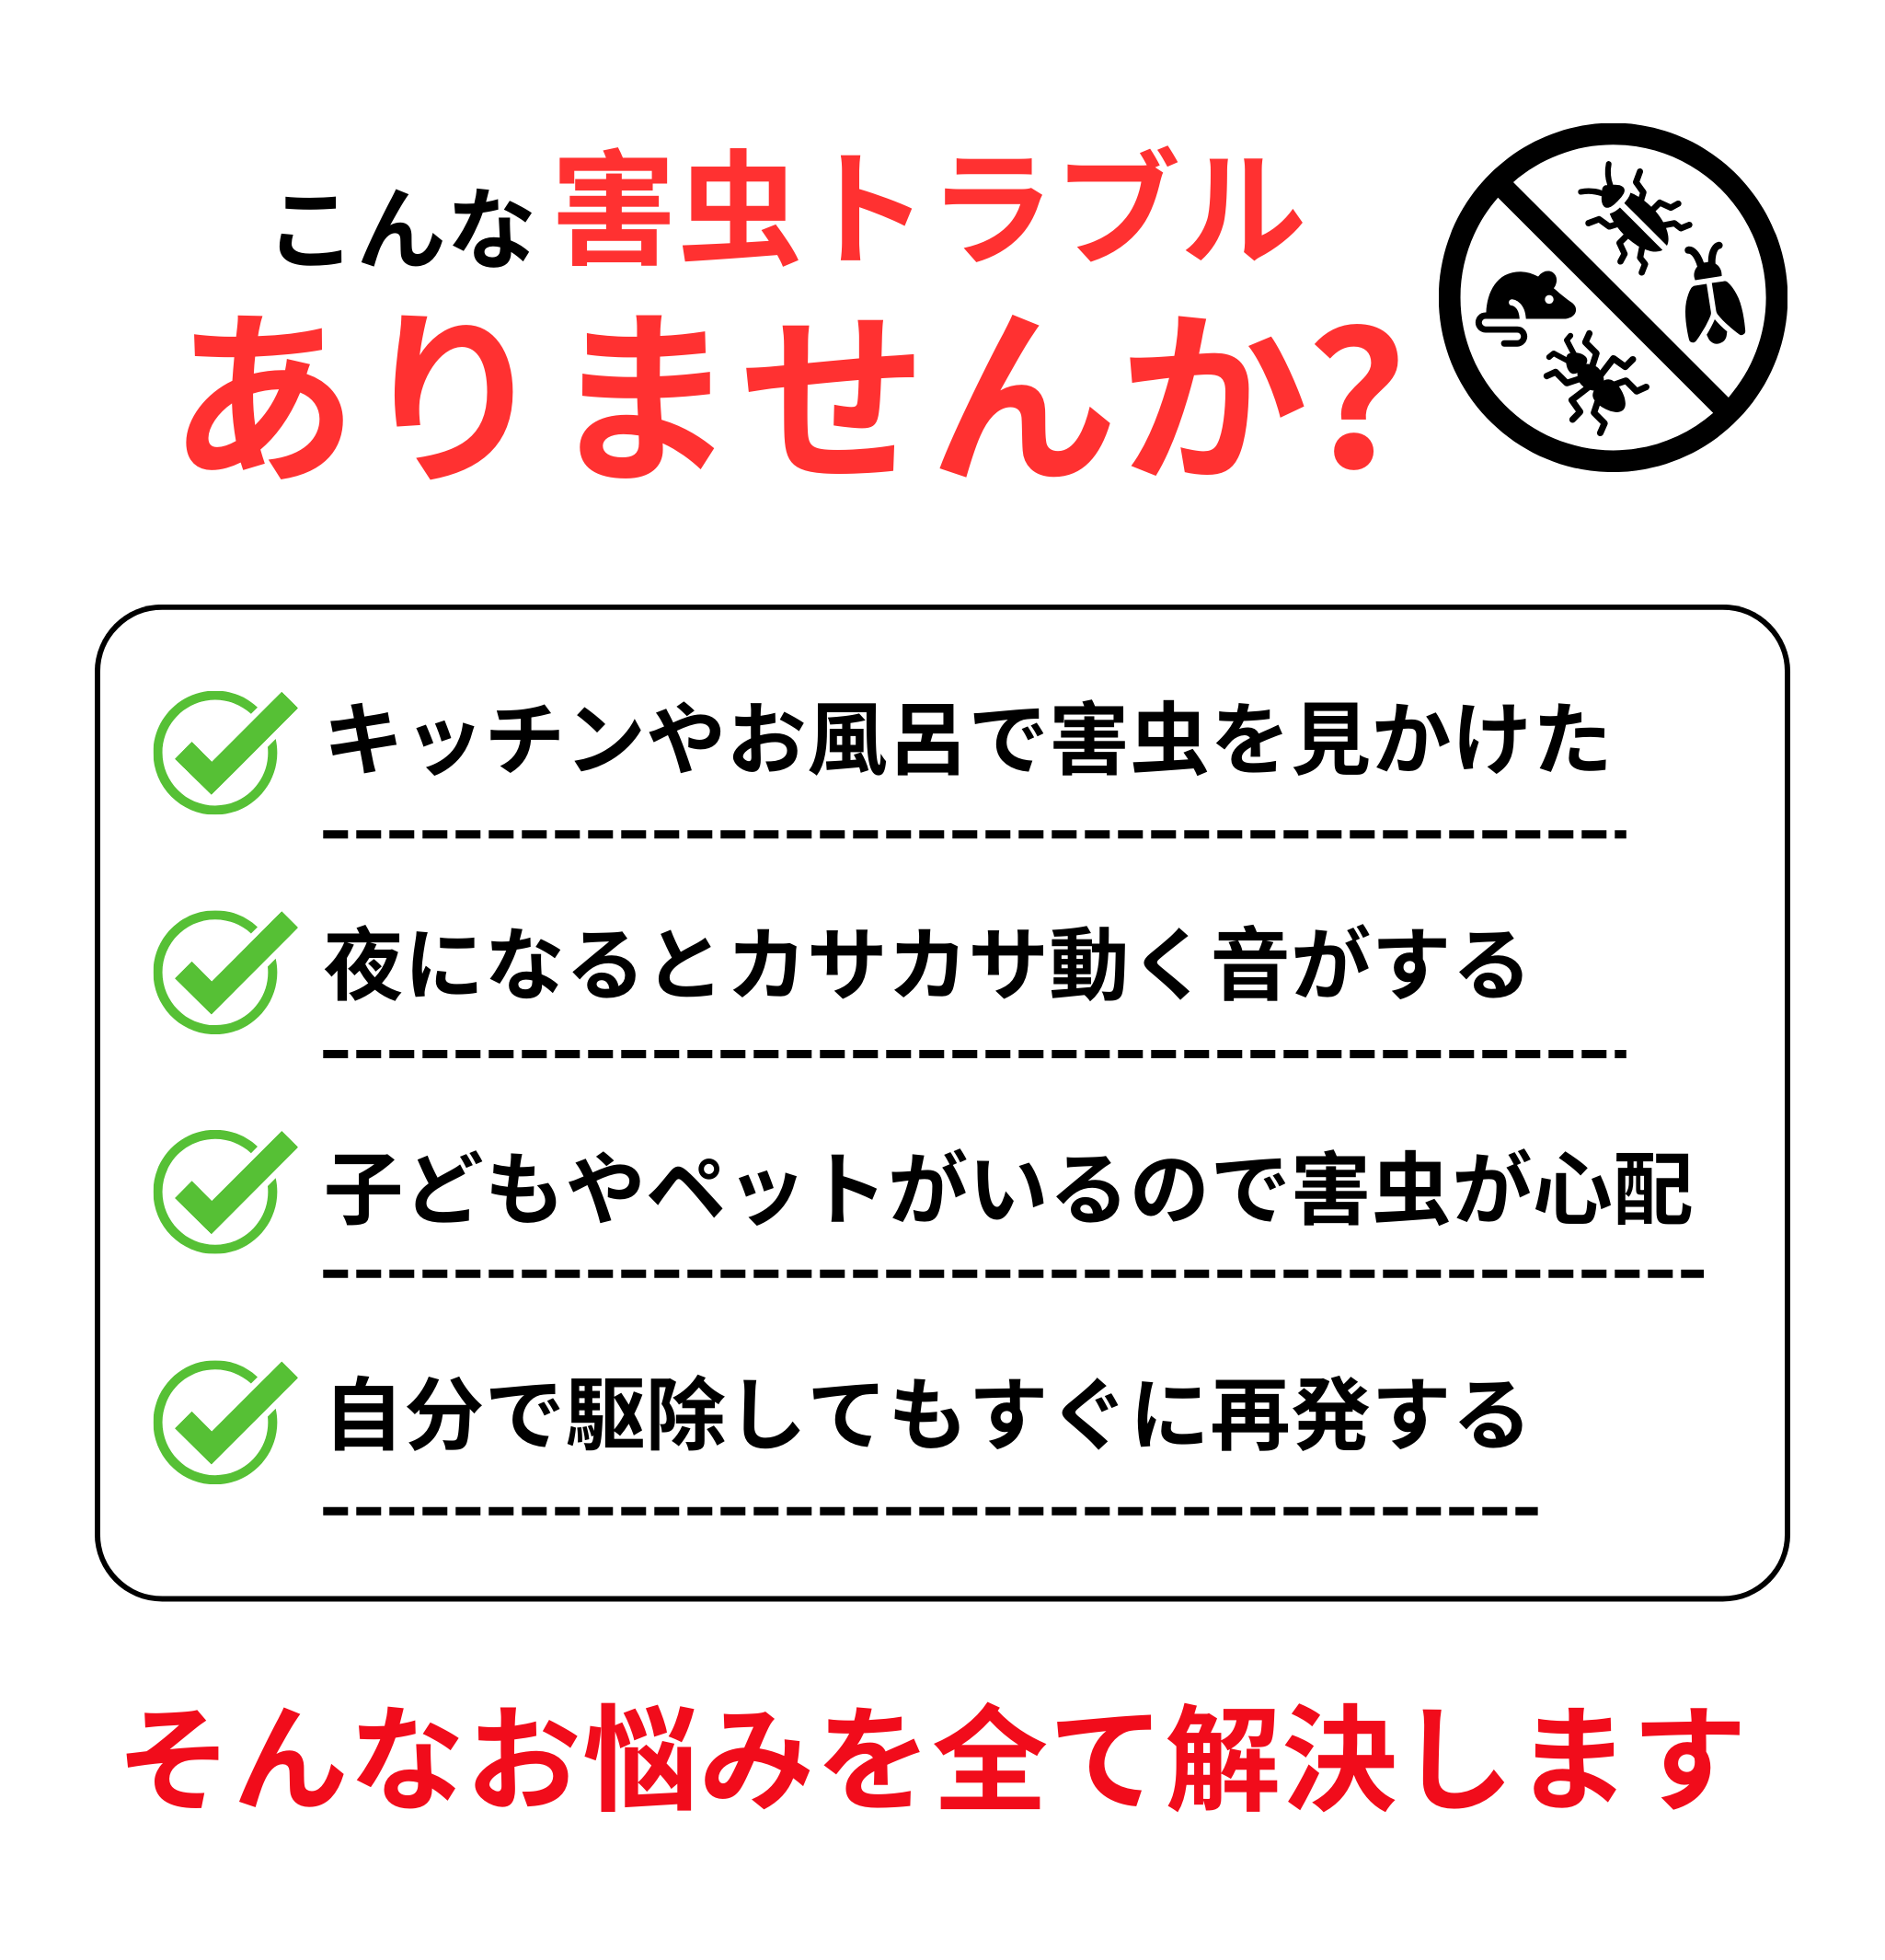 こんな害虫トラブル
ありませんか？
キッチンやお風呂で害虫を見かけた
夜になるとカサカサ動く音がする
子どもやペットがいるので害虫が心配
自分で駆除してもすぐに再発する
そんなお悩みを全て解決します